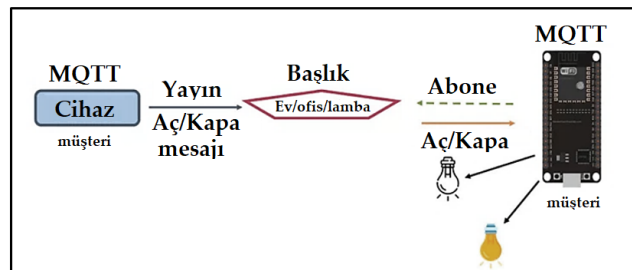 MQTT
Cihaz
müşteri
Yayın
Aç/Kapa
mesajı
Başlık
Ev/ofis/lamba
Abone
Aç/Kapa
MQTT
müşteri